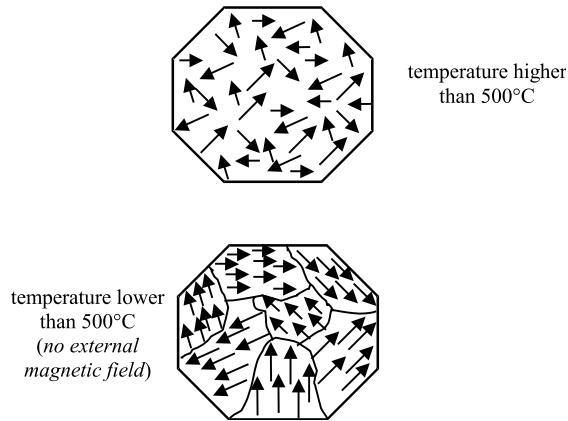 temperature higher
than 500°C
temperature lower
than 500°C
(no external
magnetic field)